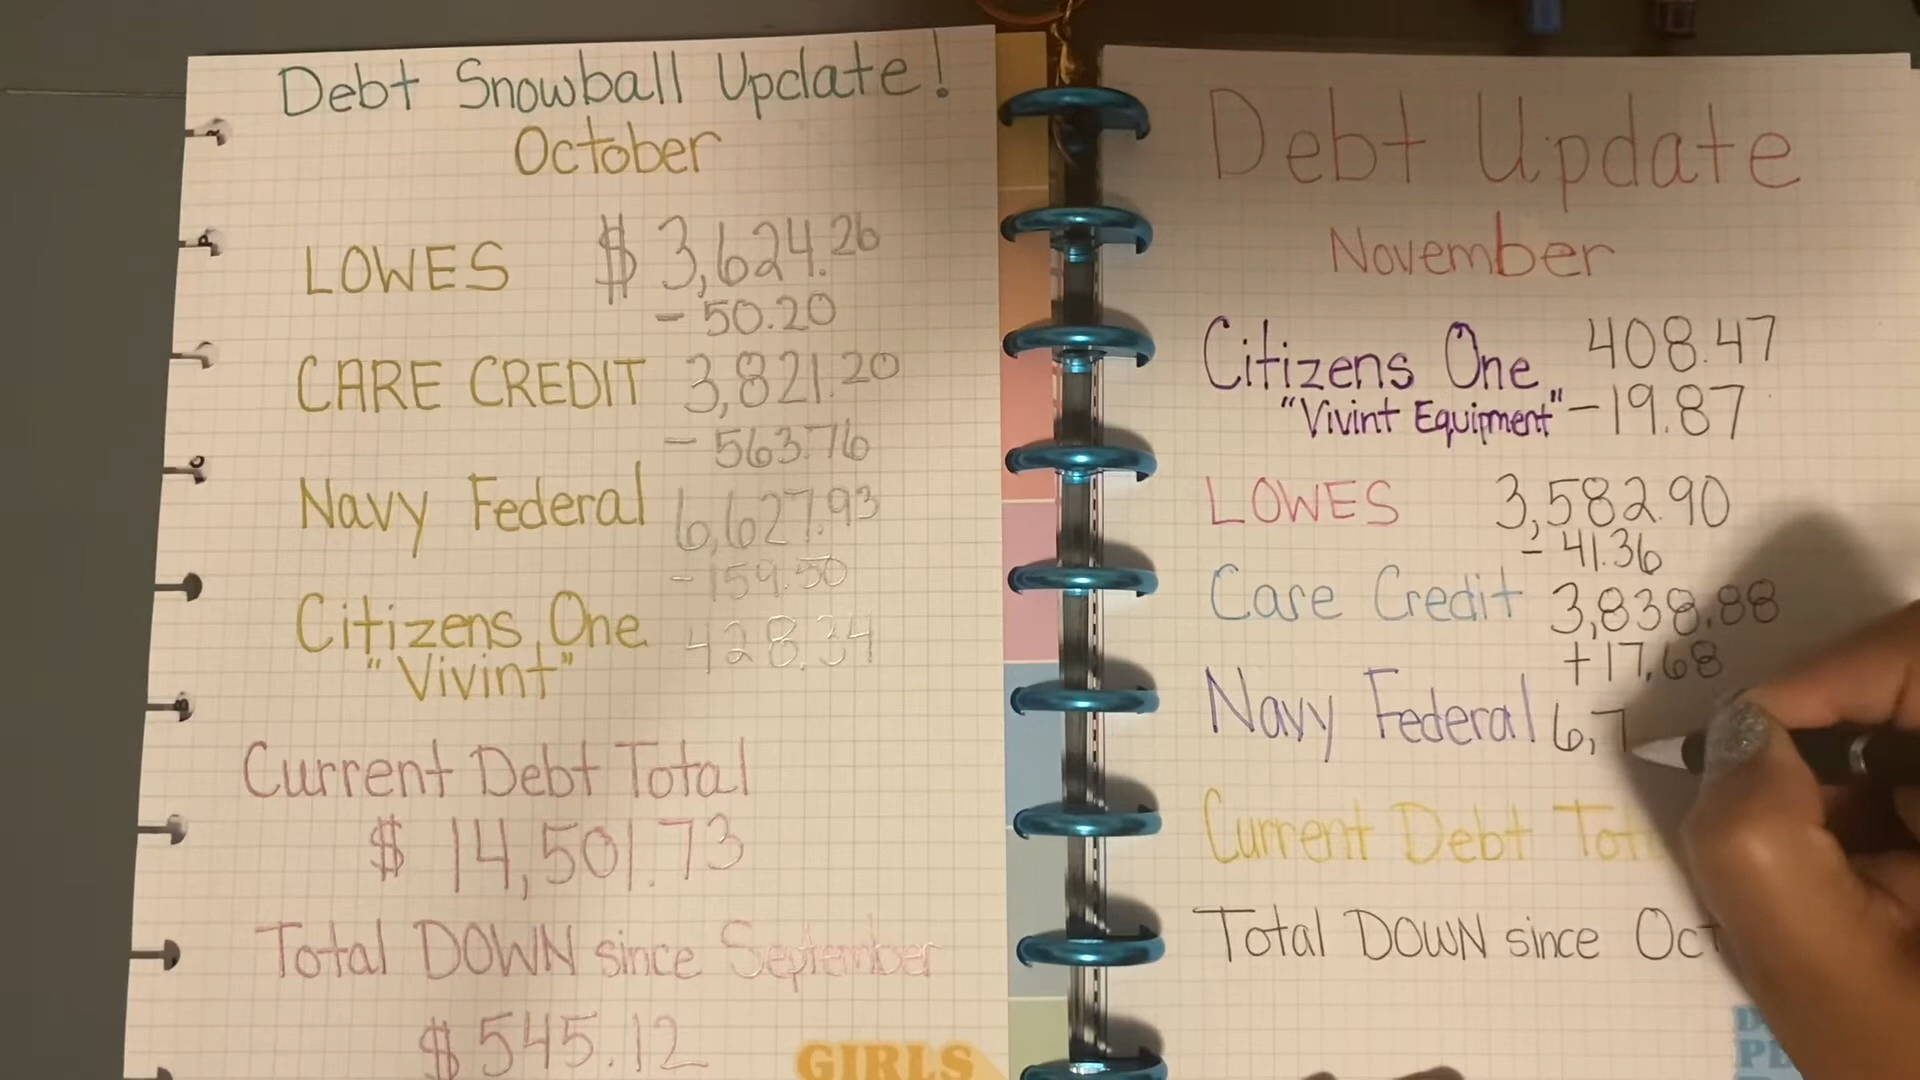 Debt Snowball Update!
October
LOWES $ 3,624.26
- 50.20
CARE CREDIT 3,821.20
- 563.76
Navy Federal 6,627.93
- 159.50
Citizens One 428.34
"Vivint"
Current Debt Total
$ 14,501.73
Total DOWN since September
$ 545.12
GIRLS
Debt Update
November
Citizens One 408.47
"Vivint Equipment" - 19.87
LOWES 3,582.90
- 41.36
Care Credit 3,838.88
+ 17.68
Navy Federal 6,7
Current Debt Tot
Total DOWN since Oct